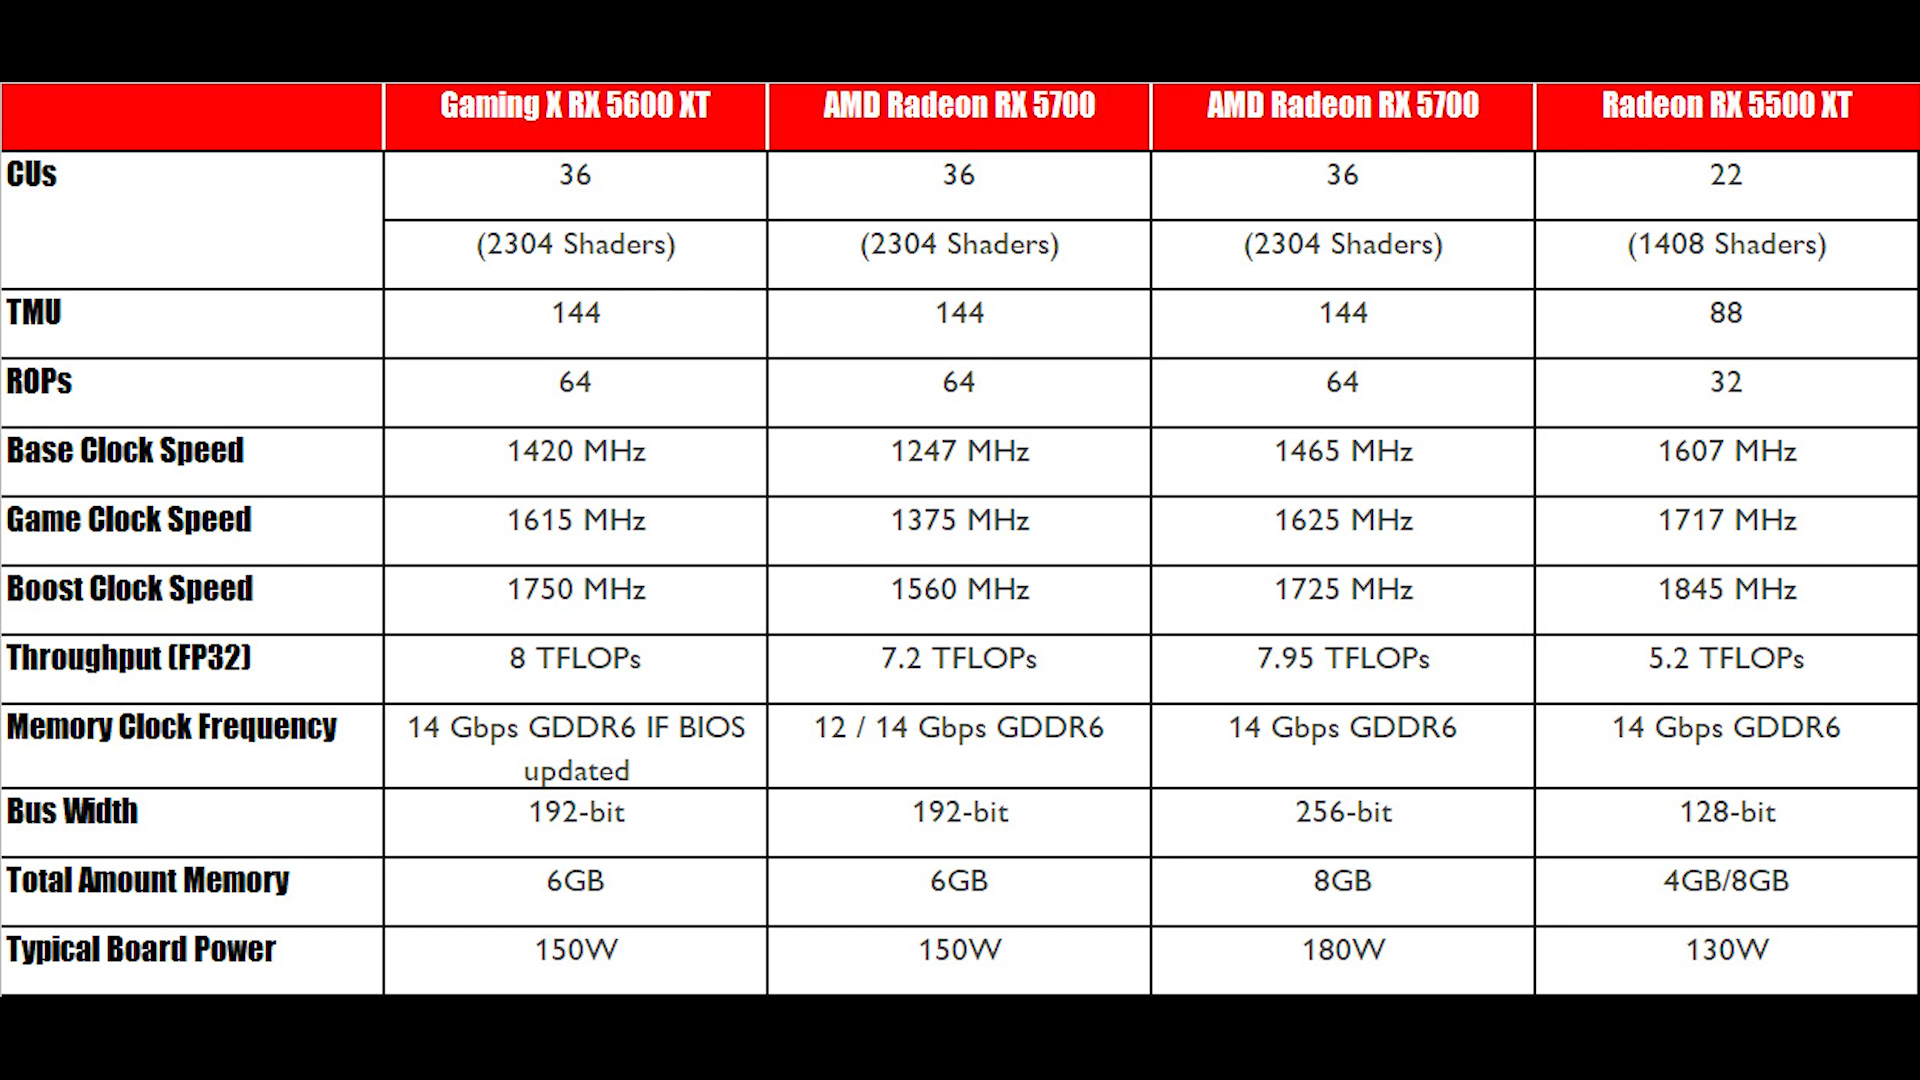 Gaming X RX 5600 XT AMD Radeon RX 5700 AMD Radeon RX 5700 Radeon RX 5500 XT
CUs 36 36 36 22
(2304 Shaders) (2304 Shaders) (2304 Shaders) (1408 Shaders)
TMU 144 144 144 88
ROPs 64 64 64 32
Base Clock Speed 1420 MHz 1247 MHz 1465 MHz 1607 MHz
Game Clock Speed 1615 MHz 1375 MHz 1625 MHz 1717 MHz
Boost Clock Speed 1750 MHz 1560 MHz 1725 MHz 1845 MHz
Throughput (FP32) 8 TFLOPs 7.2 TFLOPs 7.95 TFLOPs 5.2 TFLOPs
Memory Clock Frequency 14 Gbps GDDR6 IF BIOS 12 / 14 Gbps GDDR6 14 Gbps GDDR6 14 Gbps GDDR6
updated
Bus Width 192-bit 192-bit 256-bit 128-bit
Total Amount Memory 6GB 6GB 8GB 4GB/8GB
Typical Board Power 150W 150W 180W 130W